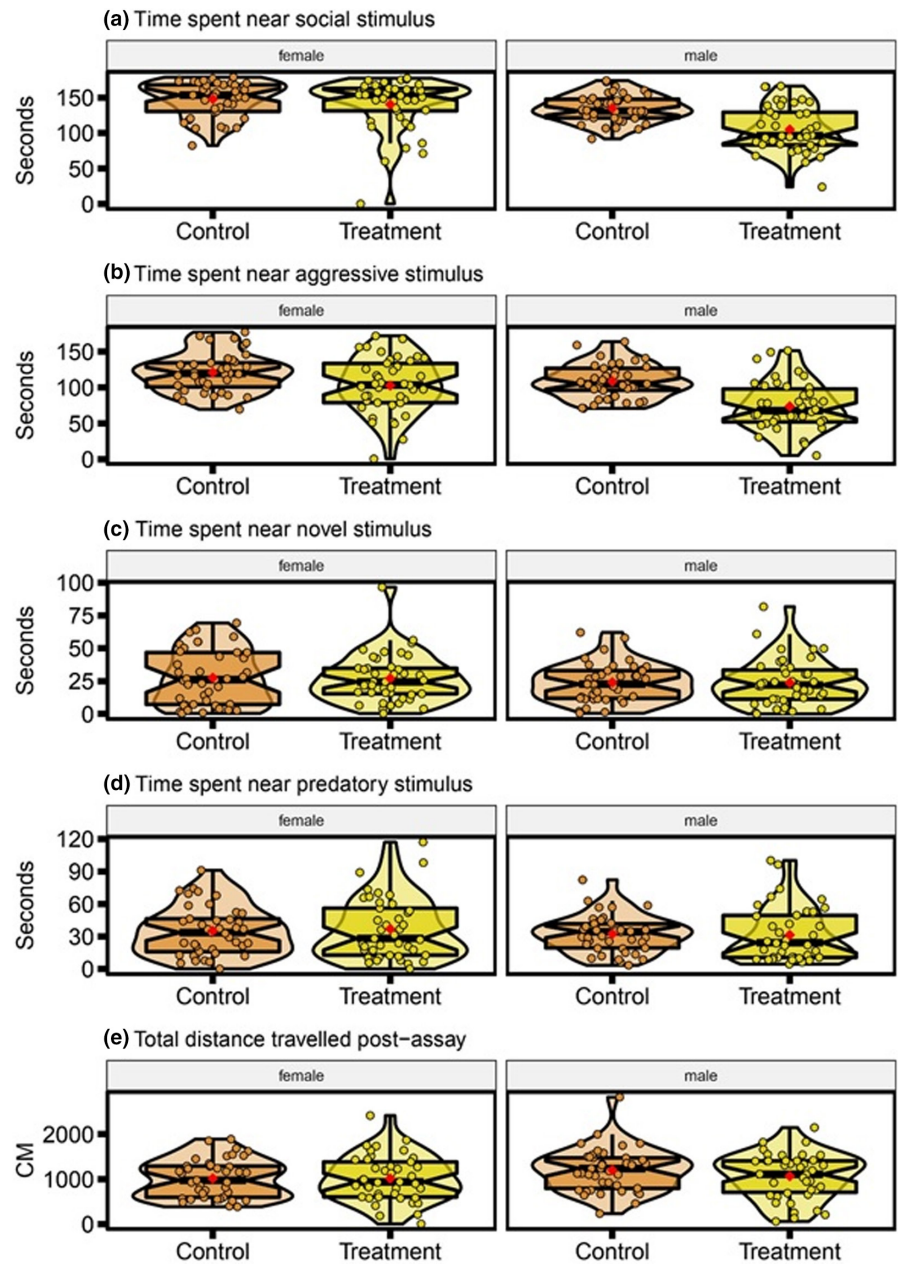 (a) Time spent near social stimulus
female male
Seconds
150
100
50
0
Control Treatment Control Treatment
(b) Time spent near aggressive stimulus
female male
Seconds
150
100
50
0
Control Treatment Control Treatment
(c) Time spent near novel stimulus
female male
Seconds
100
75
50
25
0
Control Treatment Control Treatment
(d) Time spent near predatory stimulus
female male
Seconds
120
90
60
30
0
Control Treatment Control Treatment
(e) Total distance travelled post−assay
female male
CM
2000
1000
0
Control Treatment Control Treatment